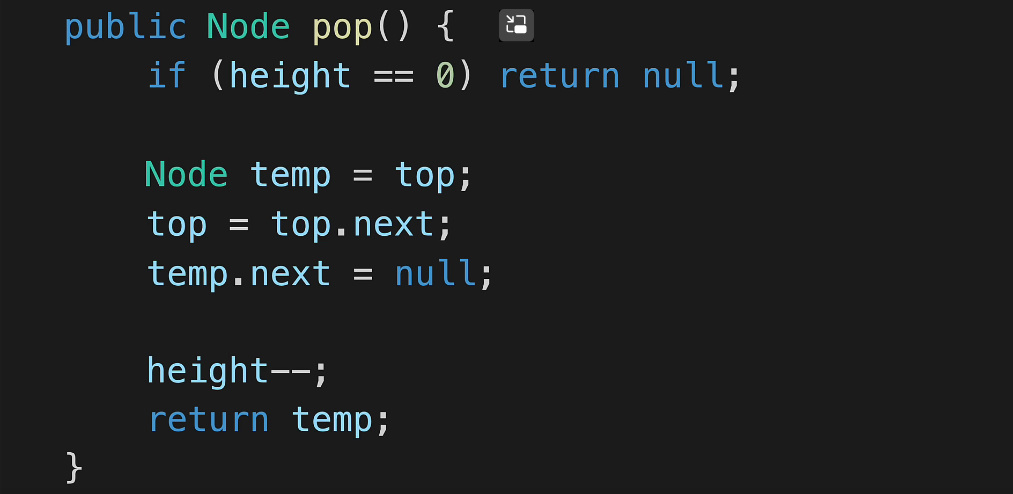 public Node pop() {
if (height == 0) return null;
Node temp = top;
top = top.next;
temp.next = null;
height--;
return temp;
}